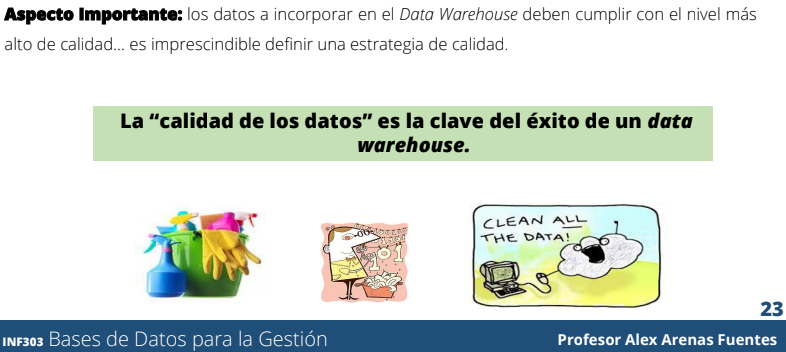 Aspecto Importante: los datos a incorporar en el Data Warehouse deben cumplir con el nivel más
alto de calidad... es imprescindible definir una estrategia de calidad.
La “calidad de los datos” es la clave del éxito de un data
warehouse.
CLEAN ALL
THE DATA!
101
23
INF303 Bases de Datos para la Gestión
Profesor Alex Arenas Fuentes